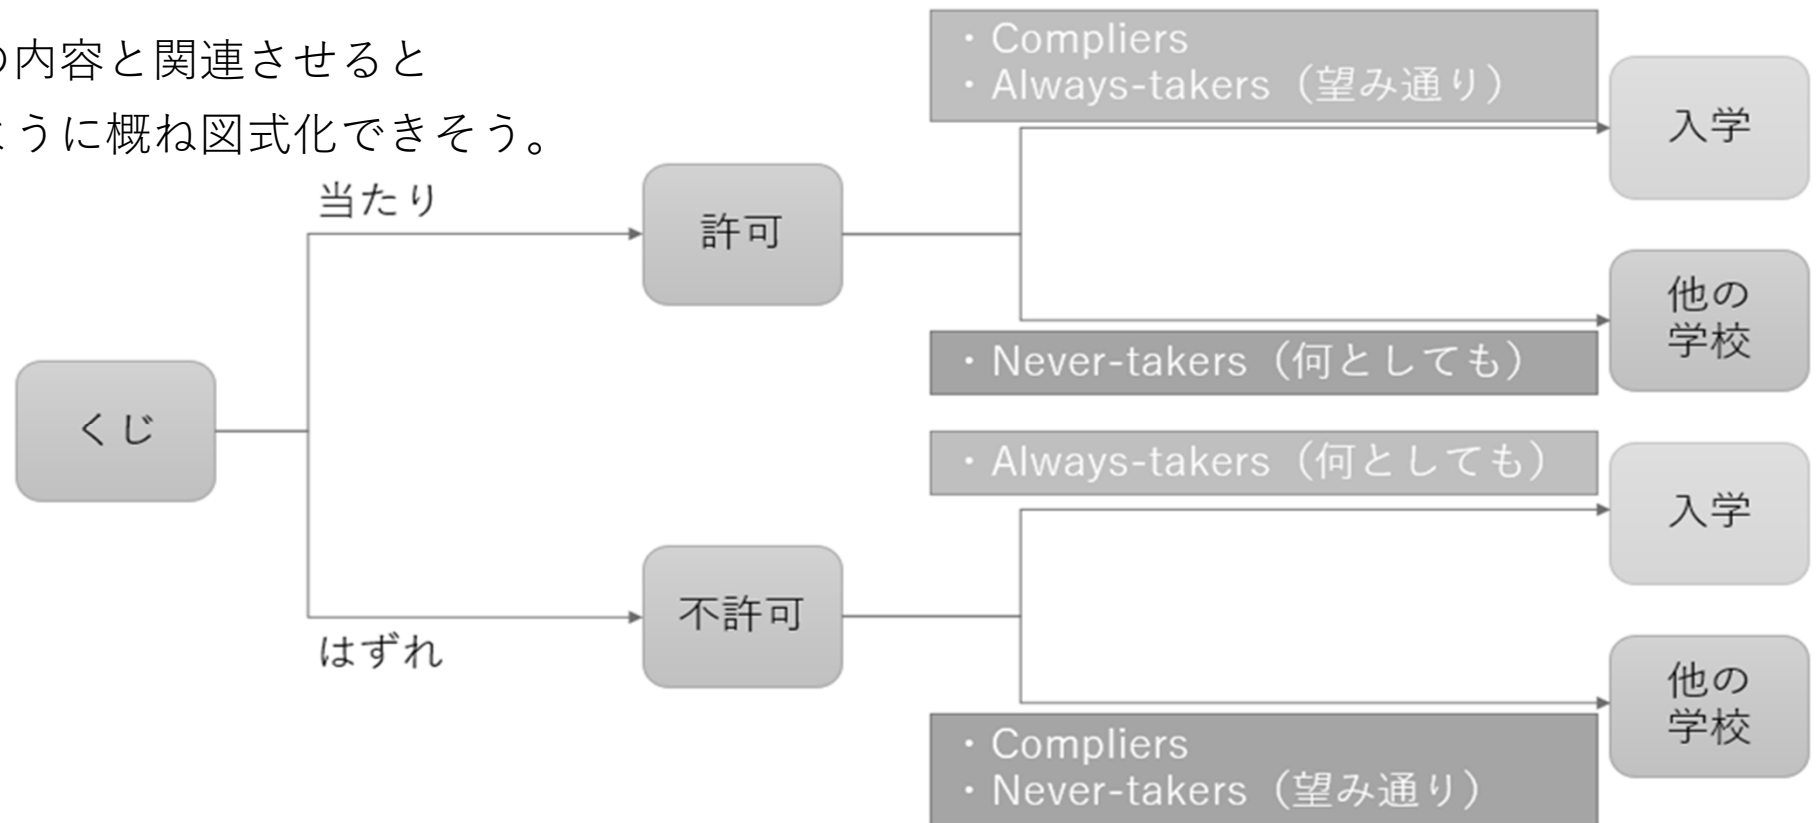 の内容と関連させると
ように概ね図式化できそう。
くじ
当たり
はずれ
許可
不許可
・Compliers
・Always-takers（望み通り）
入学
・Never-takers（何としても）
他の
学校
・Always-takers（何としても）
入学
・Compliers
・Never-takers（望み通り）
他の
学校